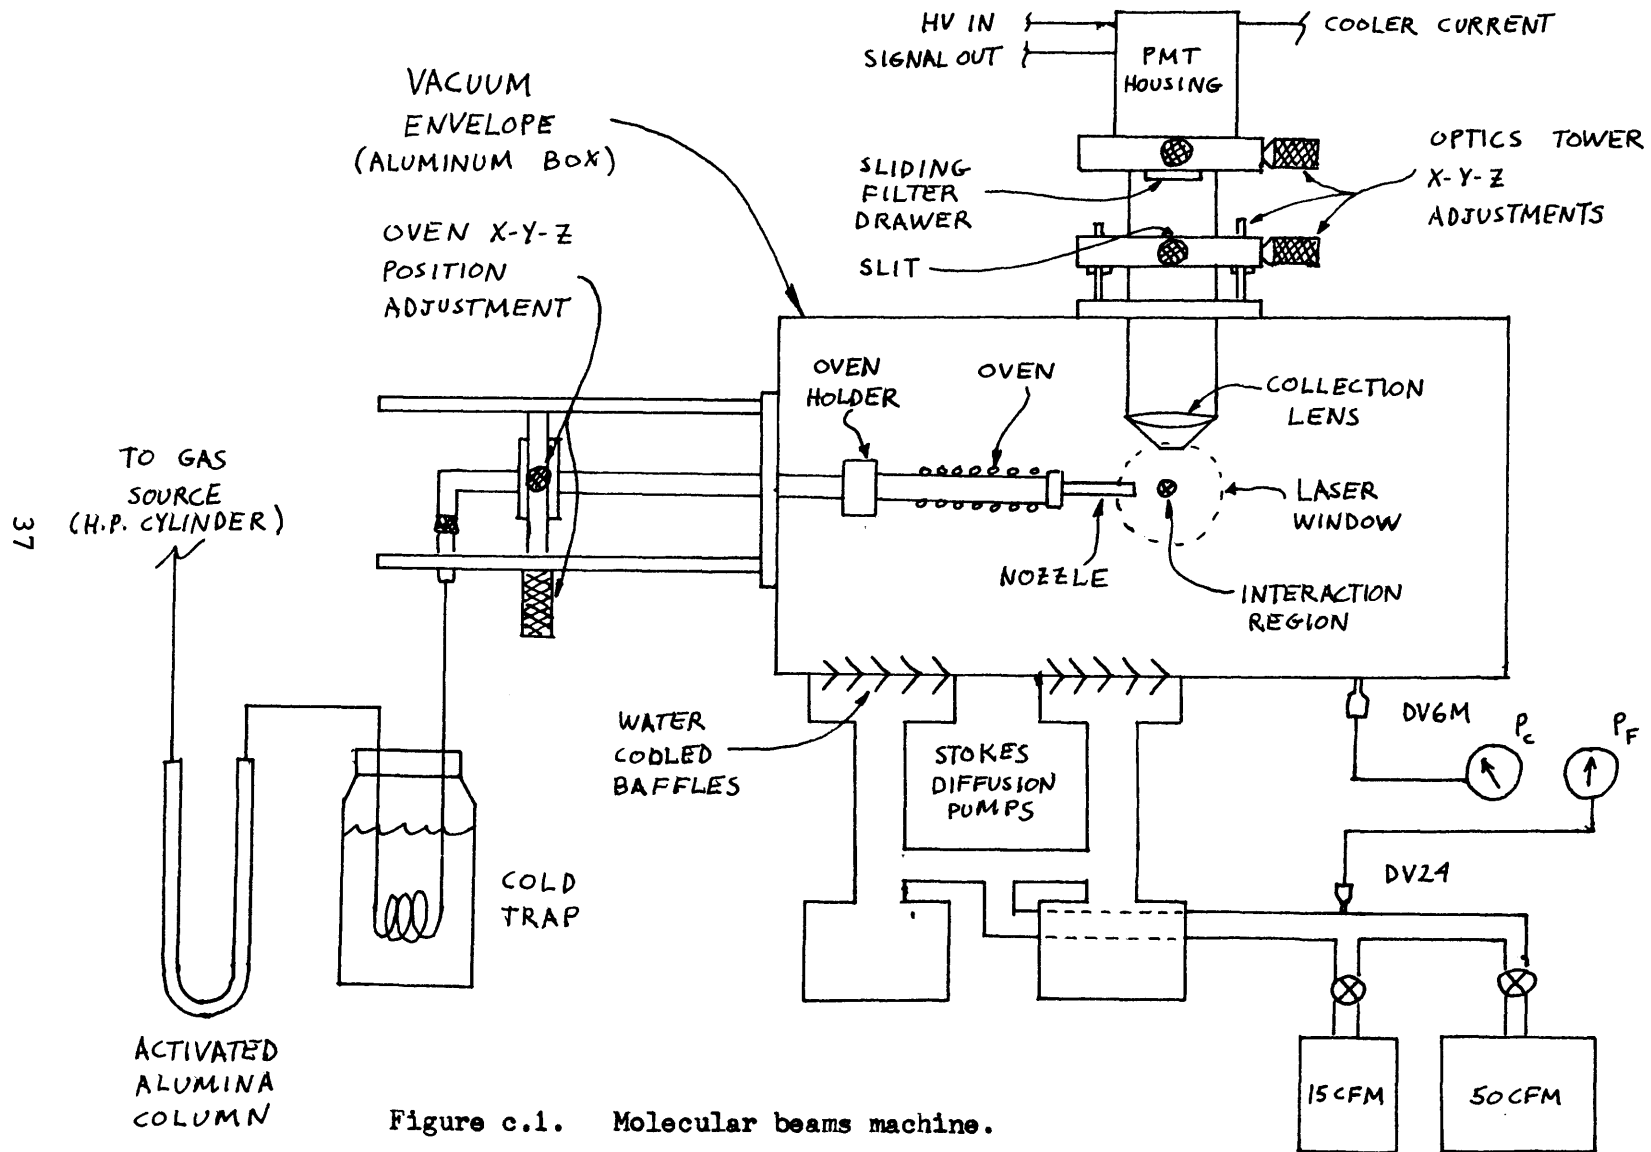 HV IN
SIGNAL OUT
COOLER CURRENT
PMT
HOUSING
VACUUM
ENVELOPE
(ALUMINUM BOX)
SLIDING
FILTER
DRAWER
SLIT
OPTICS TOWER
X-Y-Z
ADJUSTMENTS
OVEN X-Y-Z
POSITION
ADJUSTMENT
OVEN
HOLDER
OVEN
COLLECTION
LENS
TO GAS
SOURCE
(H.P. CYLINDER)
LASER
WINDOW
NOZZLE
INTERACTION
REGION
37
WATER
COOLED
BAFFLES
STOKES
DIFFUSION
PUMPS
DV6M
Pc
PF
DV24
COLD
TRAP
ACTIVATED
ALUMINA
COLUMN
15 CFM
50 CFM
Figure c.1. Molecular beams machine.